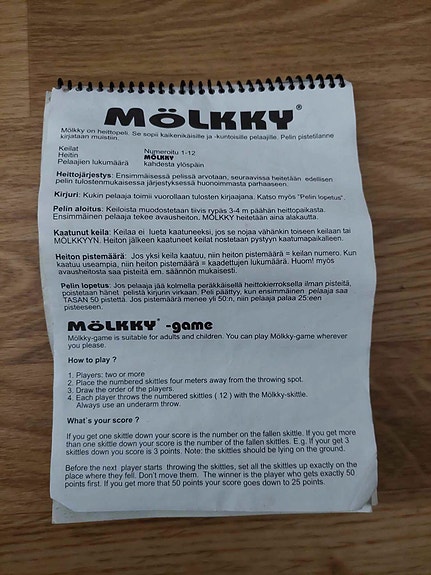 MÖLKKY®
Mölkky on heittopeli. Se sopii kaikenikäisille ja -kuntoisille pelaajille. Pelin pistetilanne
kirjataan muistiin.
Keilat Numeroitu 1-12
Heitin MÖLKKY
Pelaajien lukumäärä kahdesta ylöspäin
Heittojärjestys: Ensimmäisessä pelissä arvotaan, seuraavissa heitetään edellisen
pelin tulostenmukaisessa järjestyksessä huonoimmasta parhaaseen.
Kirjuri: Kukin pelaaja toimii vuorollaan tulosten kirjaajana. Katso myös "Pelin lopetus".
Pelin aloitus: Keiloista muodostetaan tiivis rypäs 3-4 m päähän heittopaikasta.
Ensimmäinen pelaaja tekee avausheiton. MÖLKKY heitetään aina alakautta.
Kaatunut keila: Keilaa ei lueta kaatuneeksi, jos se nojaa vähänkin toiseen keilaan tai
MÖLKKYYN. Heiton jälkeen kaatuneet keilat nostetaan pystyyn kaatumapaikalleen.
Heiton pistemäärä: Jos yksi keila kaatuu, niin heiton pistemäärä = keilan numero. Kun
kaatuu useampia, niin heiton pistemäärä = kaadettujen lukumäärä. Huom! myös
avausheitosta saa pisteitä em. säännön mukaisesti.
Pelin lopetus: Jos pelaaja jää kolmella peräkkäisellä heittokierroksella ilman pisteitä,
poistetaan hänet pelistä kirjurin virkaan. Peli päättyy, kun ensimmäinen pelaaja saa
TASAN 50 pistettä. Jos pistemäärä menee yli 50:n, niin pelaaja palaa 25:een
pisteeseen.
MÖLKKY® -game
Mölkky-game is suitable for adults and children. You can play Mölkky-game wherever
you please.
How to play ?
1. Players: two or more
2. Place the numbered skittles four meters away from the throwing spot.
3. Draw the order of the players.
4. Each player throws the numbered skittles ( 12 ) with the Mölkky-skittle.
Always use an underarm throw.
What´s your score ?
If you get one skittle down your score is the number on the fallen skittle. If you get more
than one skittle down your score is the number of the fallen skittles. E.g. If your get 3
skittles down you score is 3 points. Note: the skittles should be lying on the ground.
Before the next player starts throwing the skittles, set all the skittles up exactly on the
place where they fell. Don't move them. The winner is the player who gets exactly 50
points first. If you get more that 50 points your score goes down to 25 points.